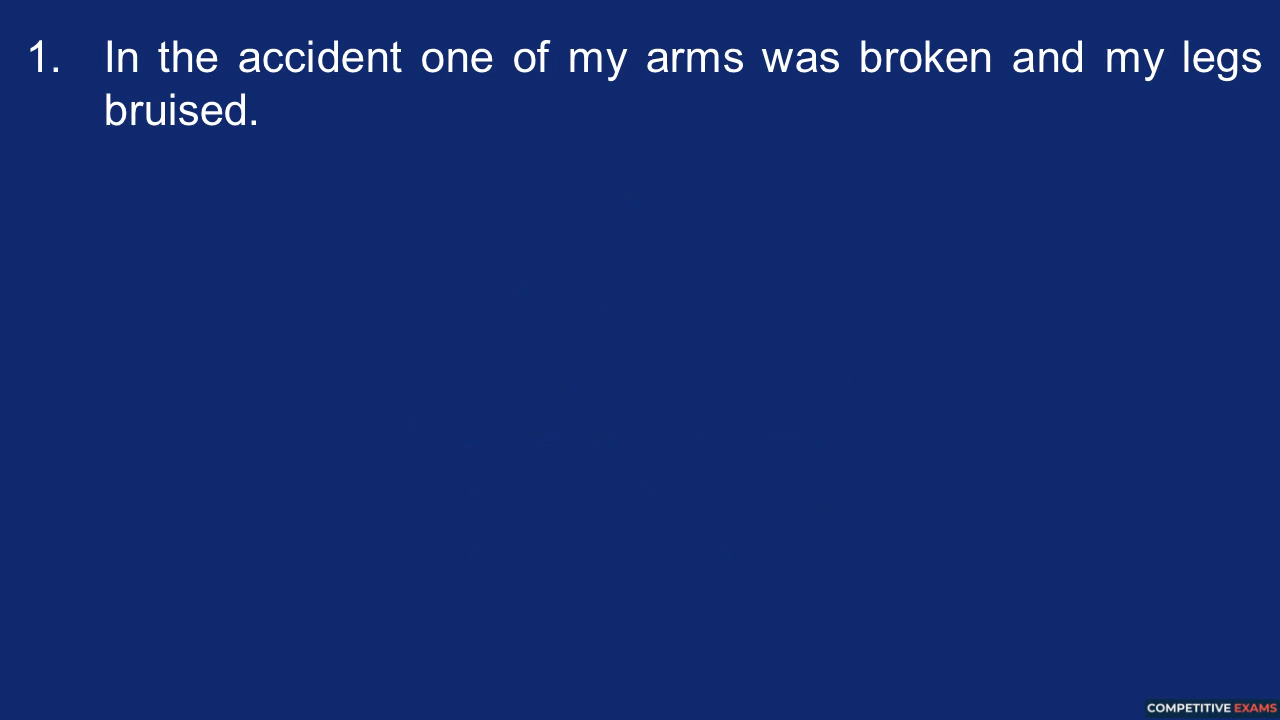 1. In the accident one of my arms was broken and my legs
bruised.
COMPETITIVE EXAMS